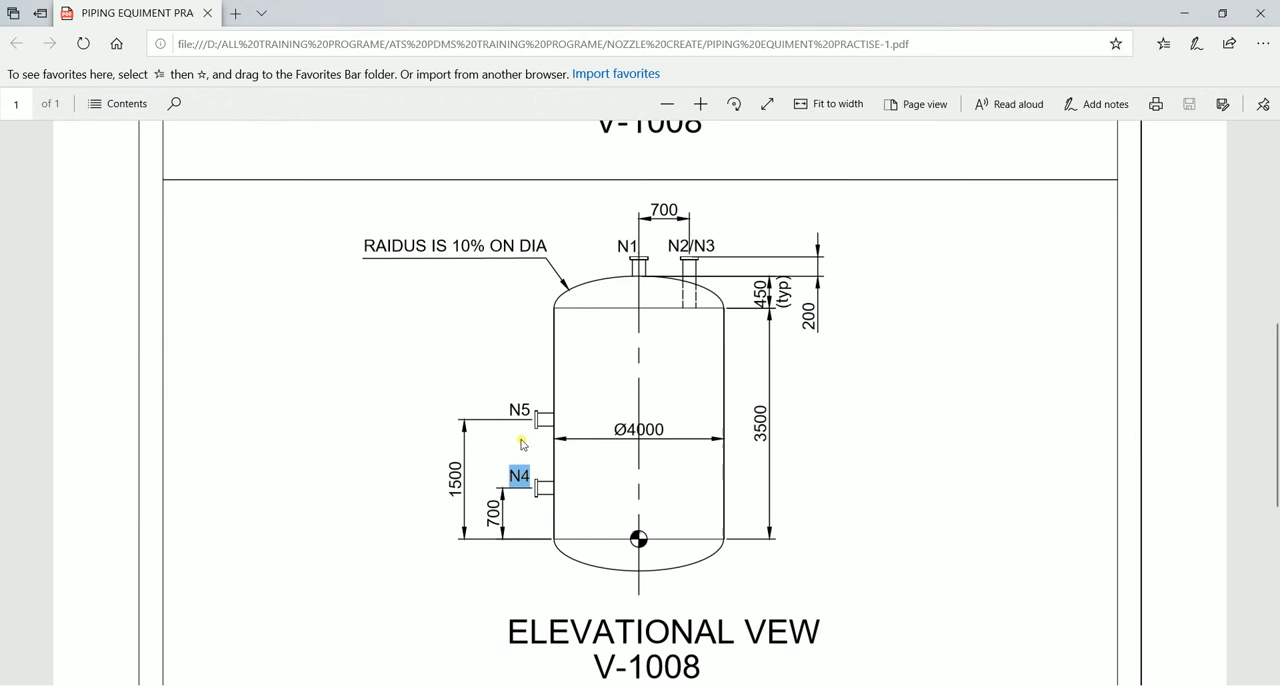 PIPING EQUIMENT PRA
file:///D:/ALL%20TRAINING%20PROGRAME/ATS%20PDMS%20TRAINING%20PROGRAME/NOZZLE%20CREATE/PIPING%20EQUIMENT%20PRACTISE-1.pdf
To see favorites here, select then, and drag to the Favorites Bar folder. Or import from another browser. Import favorites
1 of 1 Contents Fit to width Page view Read aloud Add notes
V-1008
700
RAIDUS IS 10% ON DIA N1 N2/N3
450
(typ)
200
N5
Ø4000
3500
1500
N4
700
ELEVATIONAL VEW
V-1008